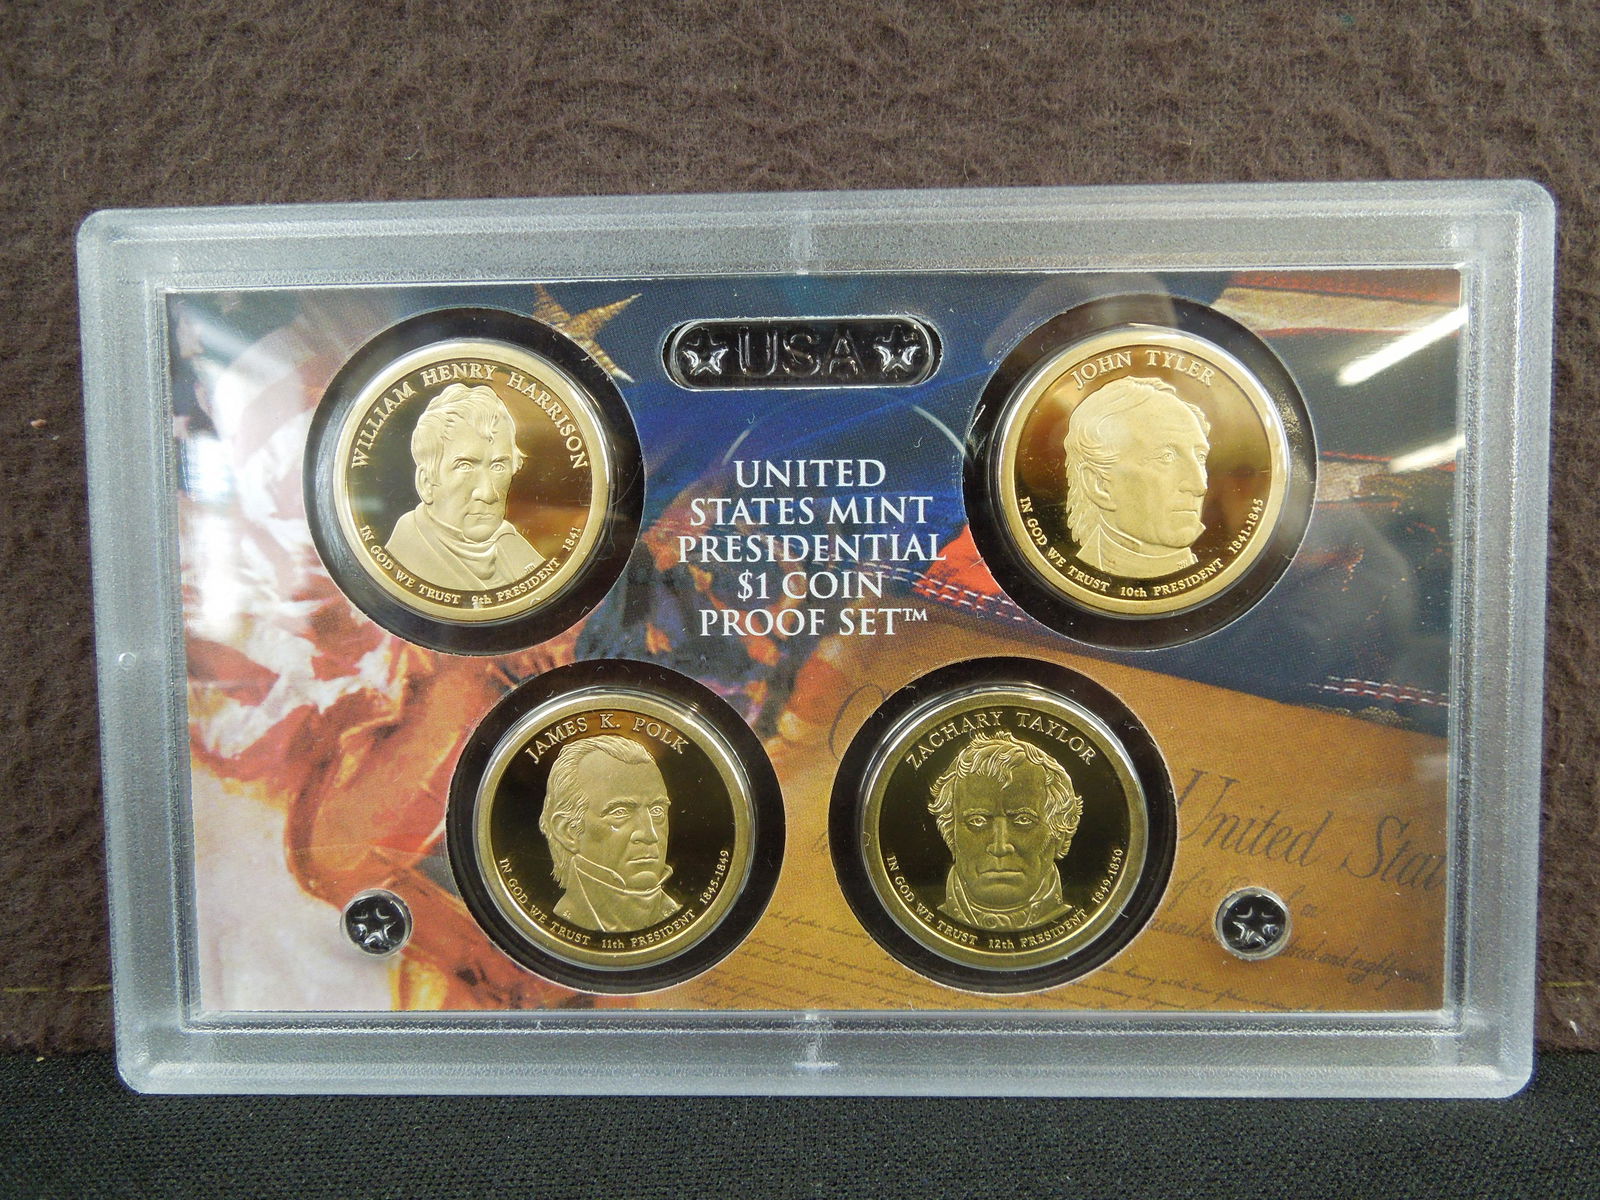 USA
UNITED
STATES MINT
PRESIDENTIAL
$1 COIN
PROOF SET™
WILLIAM HENRY HARRISON
IN GOD WE TRUST 9th PRESIDENT 1841
JOHN TYLER
IN GOD WE TRUST 10th PRESIDENT 1841-1845
JAMES K. POLK
IN GOD WE TRUST 11th PRESIDENT 1845-1849
ZACHARY TAYLOR
IN GOD WE TRUST 12th PRESIDENT 1849-1850
United Stat
of